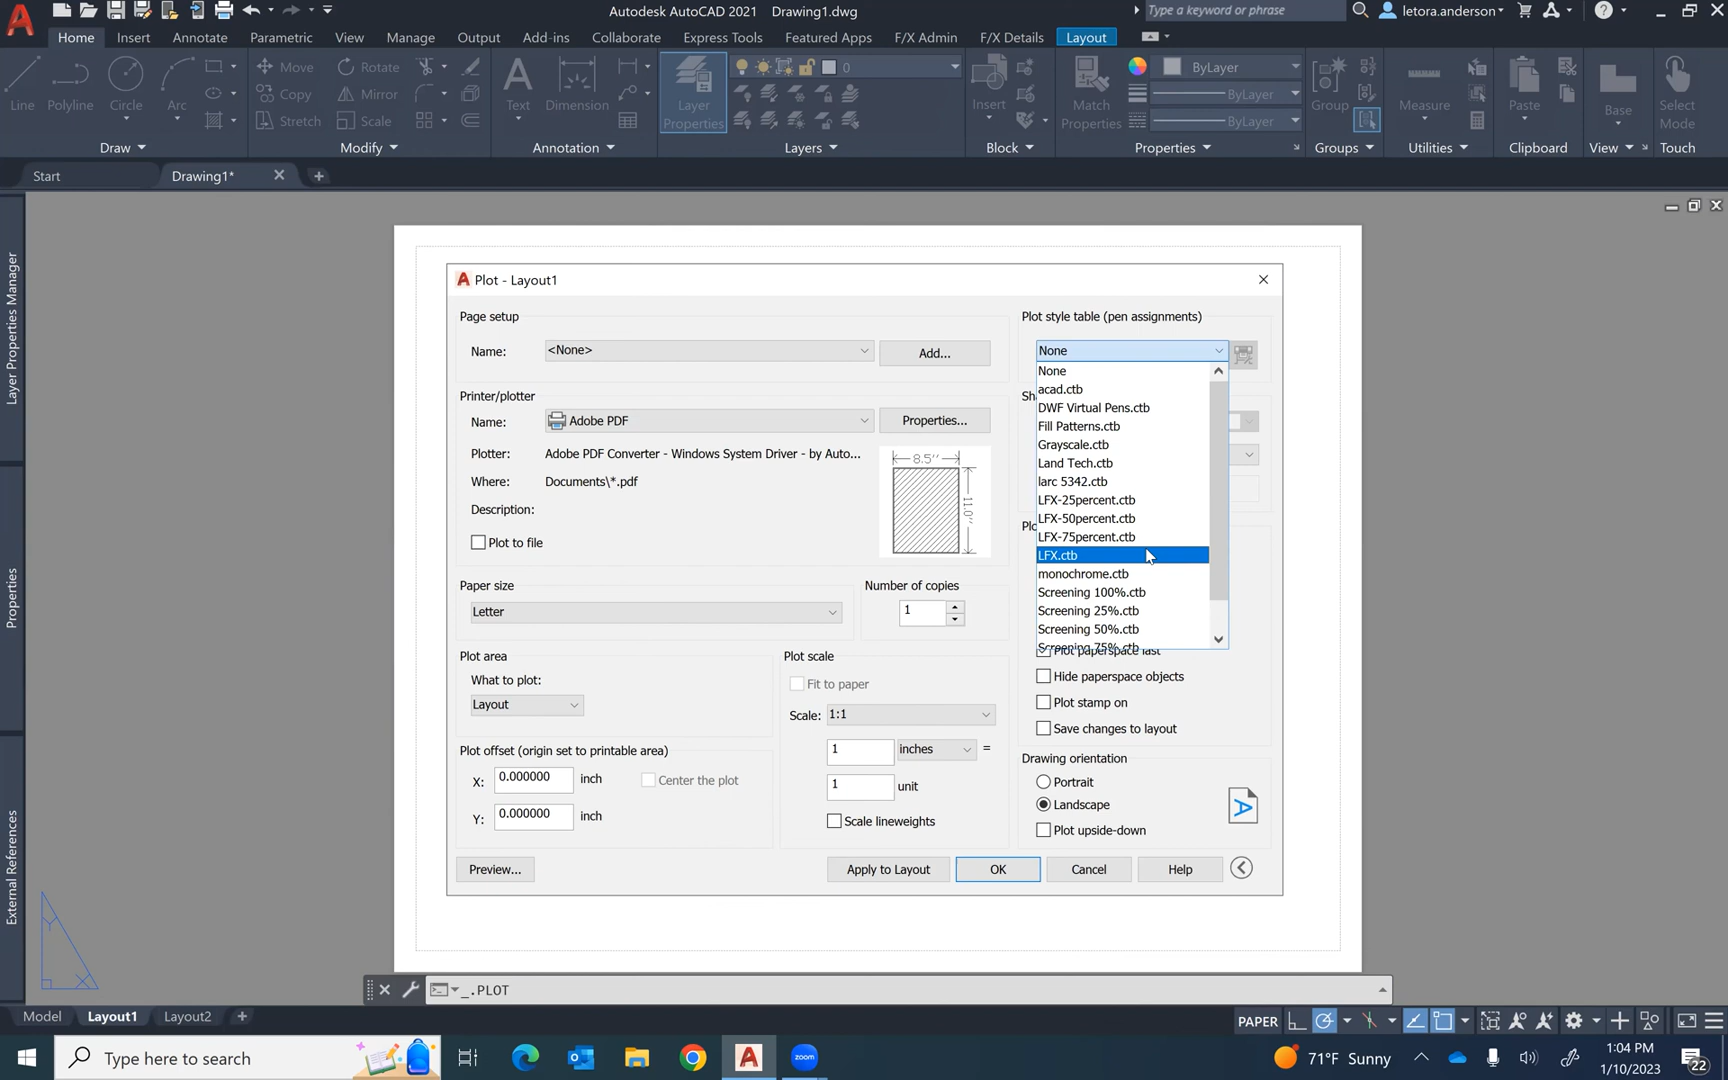 Autodesk AutoCAD 2021 Drawing1.dwg
Type a keyword or phrase
letora.anderson
Home Insert Annotate Parametric View Manage Output Add-ins Collaborate Express Tools Featured Apps F/X Admin F/X Details Layout
Line Polyline Circle Arc
Move Rotate
Copy Mirror
Stretch Scale
Text Dimension
Layer Properties
0
Insert
Match Properties
ByLayer
ByLayer
ByLayer
Group Measure Paste Base Select Mode
Draw Modify Annotation Layers Block Properties Groups Utilities Clipboard View Touch
Start Drawing1*
Layer Properties Manager
Properties
External References
Plot - Layout1
Page setup
Name: <None> Add...
Printer/plotter
Name: Adobe PDF Properties...
Plotter: Adobe PDF Converter - Windows System Driver - by Auto...
Where: Documents\*.pdf
Description:
Plot to file
8.5''
11.0''
Paper size
Letter
Number of copies
1
Plot area
What to plot:
Layout
Plot offset (origin set to printable area)
X: 0.000000 inch Center the plot
Y: 0.000000 inch
Plot scale
Fit to paper
Scale: 1:1
1 inches =
1 unit
Scale lineweights
Plot style table (pen assignments)
None
None
acad.ctb
DWF Virtual Pens.ctb
Fill Patterns.ctb
Grayscale.ctb
Land Tech.ctb
larc 5342.ctb
LFX-25percent.ctb
LFX-50percent.ctb
LFX-75percent.ctb
LFX.ctb
monochrome.ctb
Screening 100%.ctb
Screening 25%.ctb
Screening 50%.ctb
Screening 75%.ctb
Plot paperspace last
Hide paperspace objects
Plot stamp on
Save changes to layout
Drawing orientation
Portrait
Landscape
Plot upside-down
A
Preview... Apply to Layout OK Cancel Help
Y
X
_.PLOT
Model Layout1 Layout2
PAPER
Type here to search
zoom
71°F Sunny
1:04 PM
1/10/2023
22